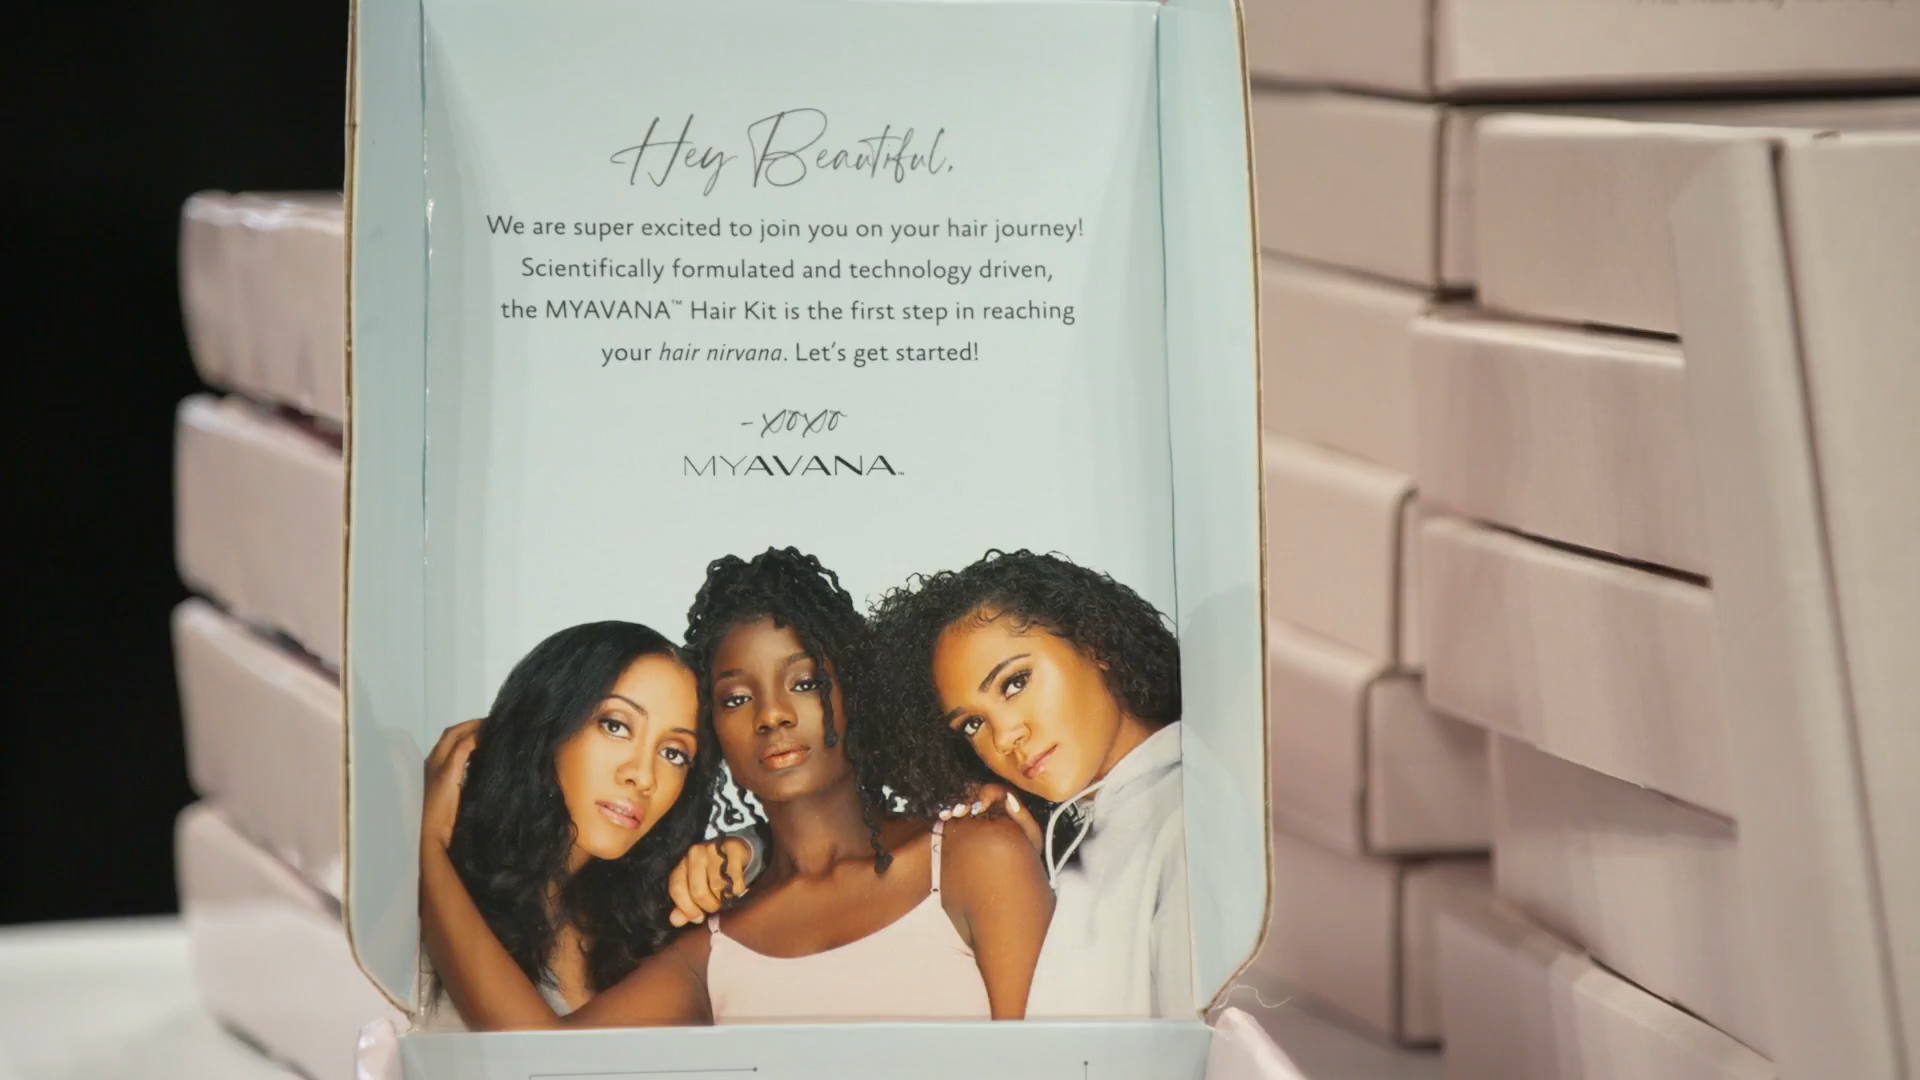 Hey Beautiful,
We are super excited to join you on your hair journey!
Scientifically formulated and technology driven,
the MYAVANA™ Hair Kit is the first step in reaching
your hair nirvana. Let's get started!
- xoxo
MYAVANA™